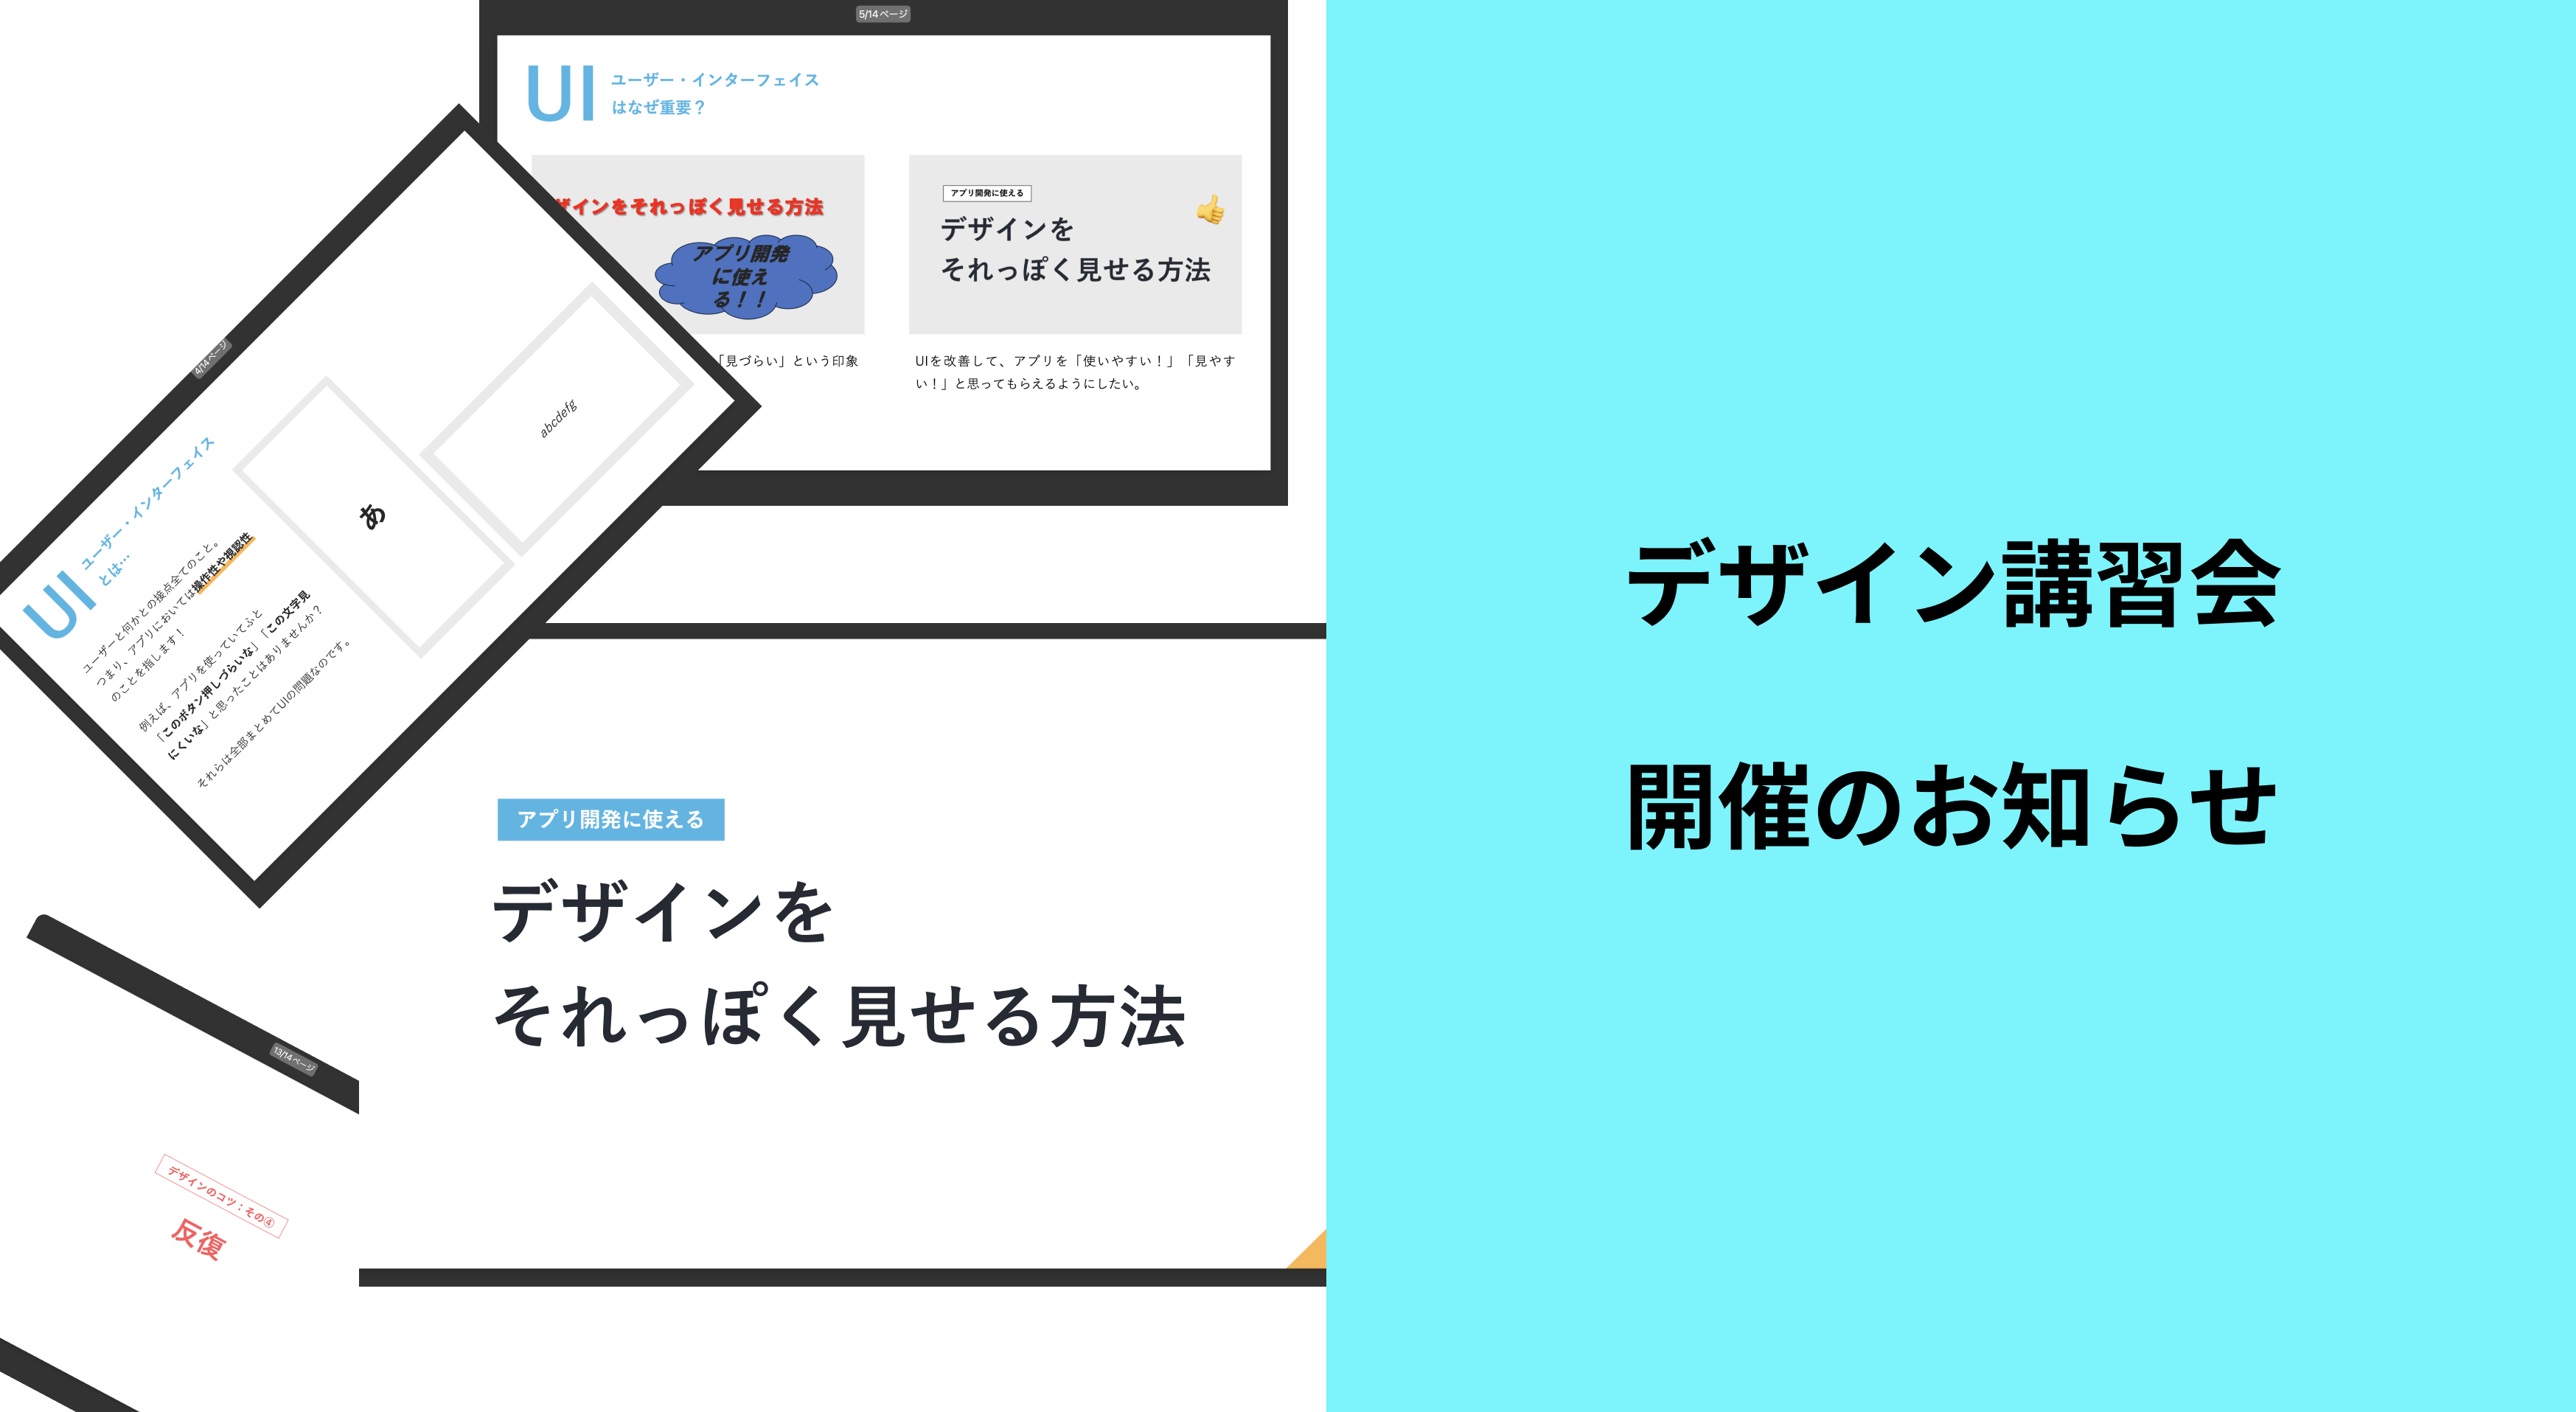 5/14ページ
UI
ユーザー・インターフェイス
はなぜ重要？
ザインをそれっぽく見せる方法
アプリ開発
に使え
る！！
「見づらい」という印象
アプリ開発に使える
👍
デザインを
それっぽく見せる方法
UIを改善して、アプリを「使いやすい！」「見やす
い！」と思ってもらえるようにしたい。
4/14ページ
UI
ユーザー・インターフェイス
とは…
ユーザーと何かとの接点全てのこと。
つまり、アプリにおいては操作性や視認性
のことを指します！
例えば、アプリを使っていてふと
「このボタン押しづらいな」「この文字見
にくいな」と思ったことはありませんか？
それらは全部まとめてUIの問題なのです。
あ
abcdefg
アプリ開発に使える
デザインを
それっぽく見せる方法
13/14ページ
デザインのコツ：その④
反復
デザイン講習会
開催のお知らせ